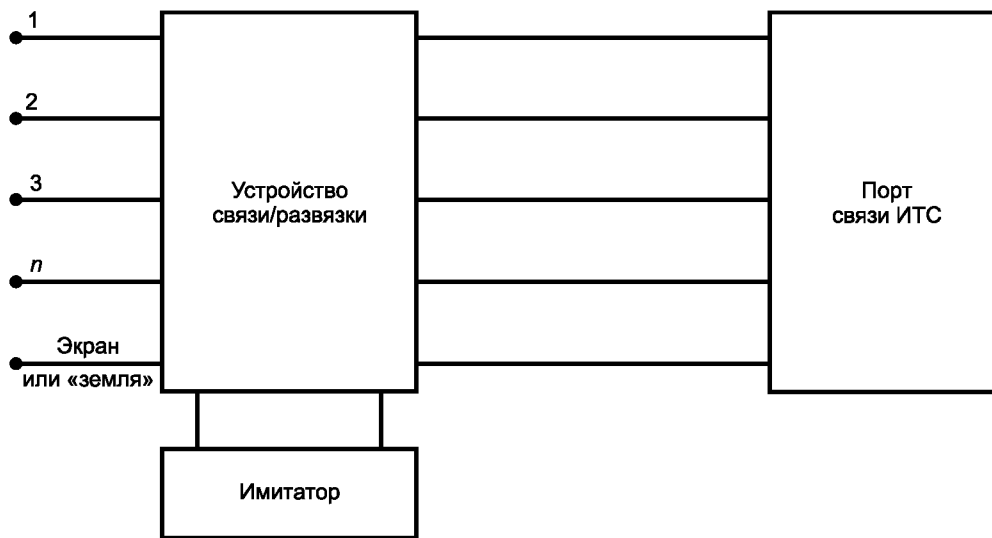 1
2
3
n
Экран
или «земля»
Устройство
связи/развязки
Порт
связи ИТС
Имитатор